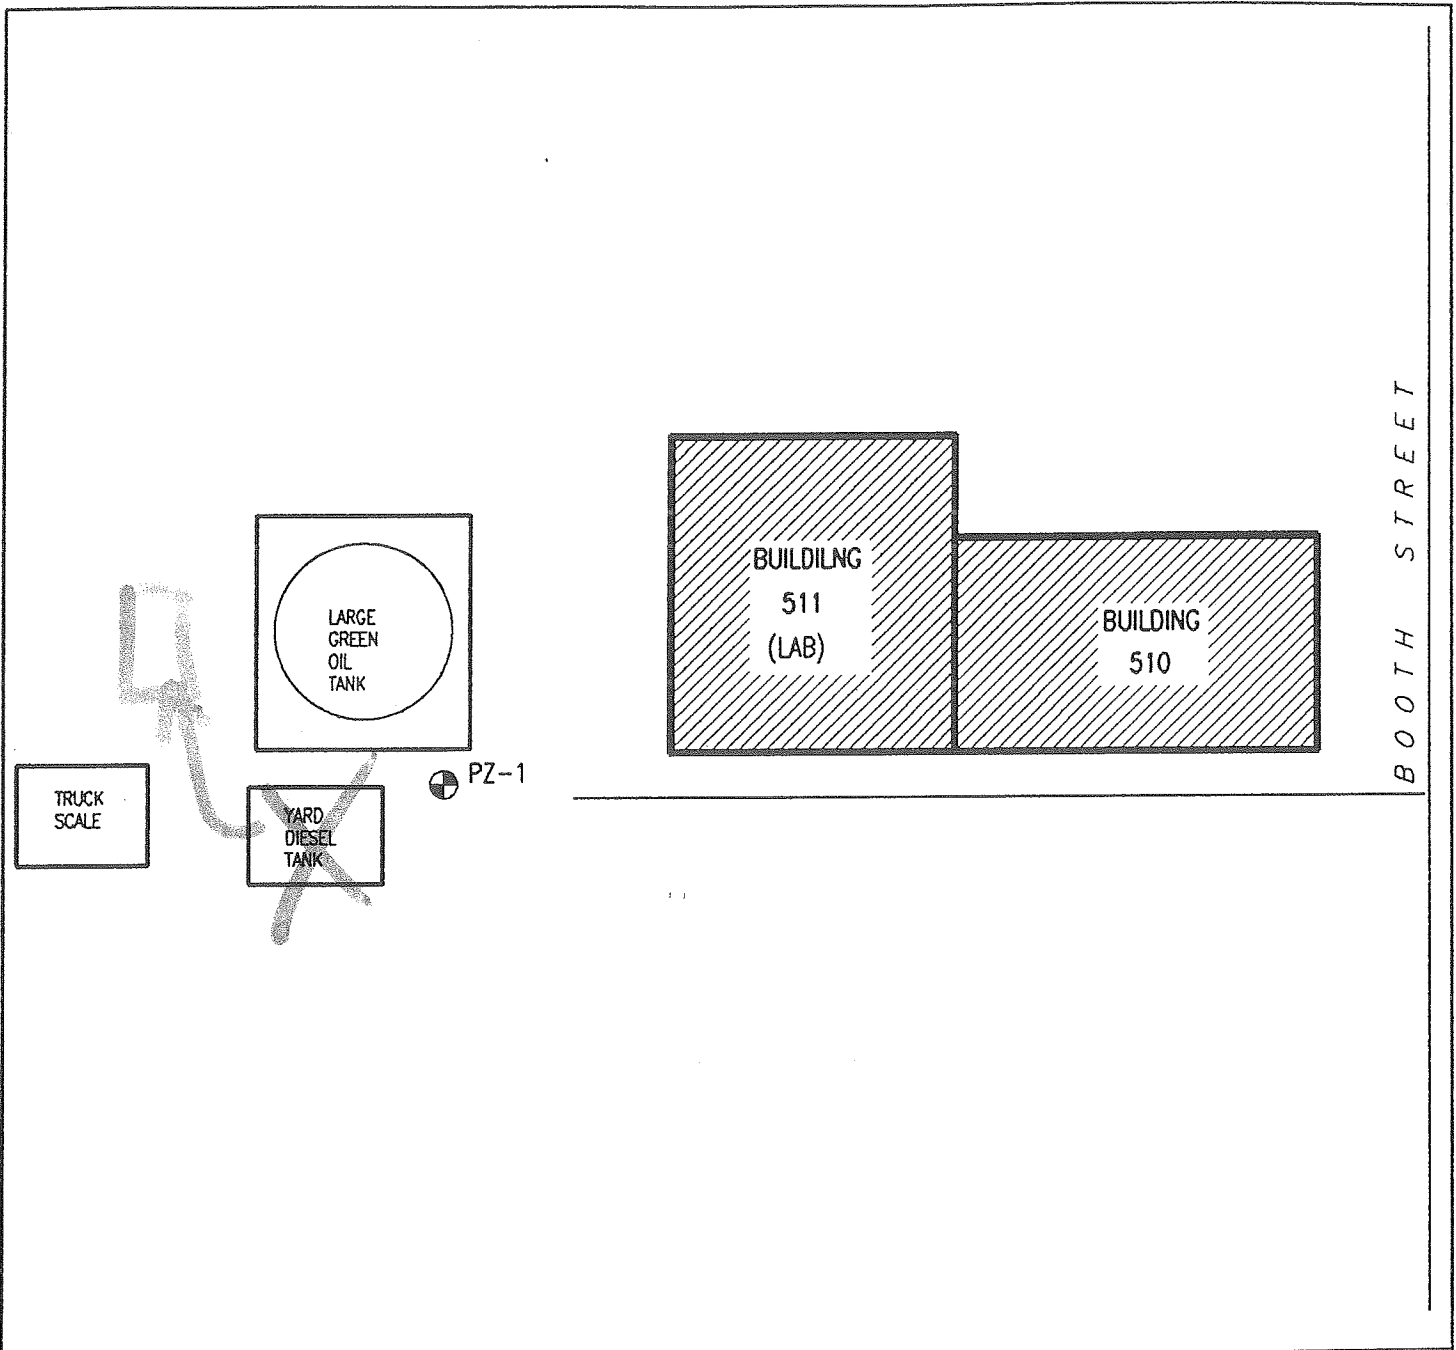 LARGE
GREEN
OIL
TANK
BUILDILNG
511
(LAB)
BUILDING
510
BOOTH STREET
PZ-1
TRUCK
SCALE
YARD
DIESEL
TANK